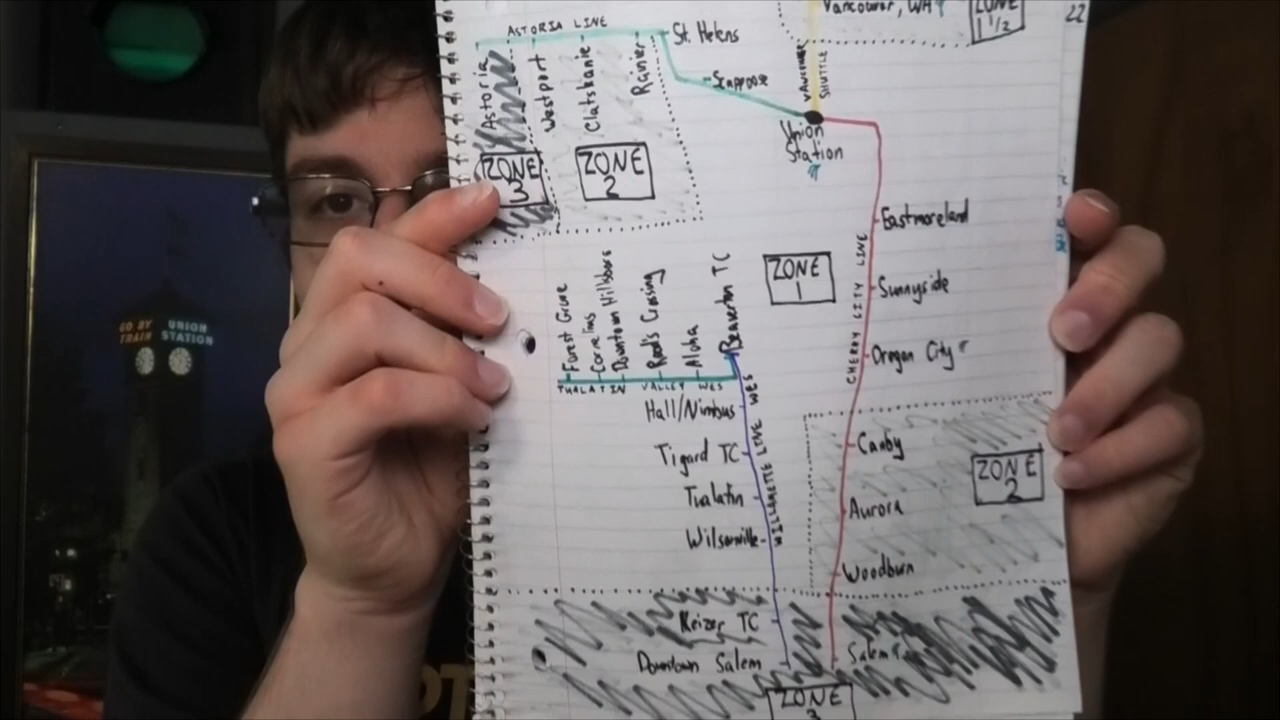 Vancouver, WA
ZONE
1 1/2
22
ASTORIA LINE
St. Helens
Astoria
Westport
Clatskanie
Rainier
Scappoose
VANCOUVER
SHUTTLE
Union
Station
ZONE
3
ZONE
2
Eastmoreland
ZONE
1
Sunnyside
CHERRY CITY LINE
Oregon City
GO BY
TRAIN
UNION
STATION
Forest Grove
Cornelius
Downtown Hillsboro
Reed's Crossing
Aloha
Beaverton TC
TUALATIN VALLEY WES
Hall/Nimbus
Tigard TC
Tualatin
Wilsonville
WILLAMETTE LINE WES
Canby
ZONE
2
Aurora
Woodburn
Keizer TC
Downtown Salem
Salem
ZONE
3